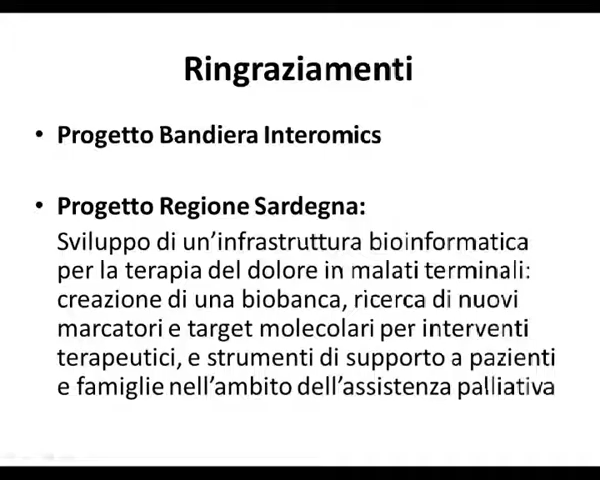 Ringraziamenti
• Progetto Bandiera Interomics
• Progetto Regione Sardegna:
Sviluppo di un’infrastruttura bioinformatica
per la terapia del dolore in malati terminali:
creazione di una biobanca, ricerca di nuovi
marcatori e target molecolari per interventi
terapeutici, e strumenti di supporto a pazienti
e famiglie nell’ambito dell’assistenza palliativa